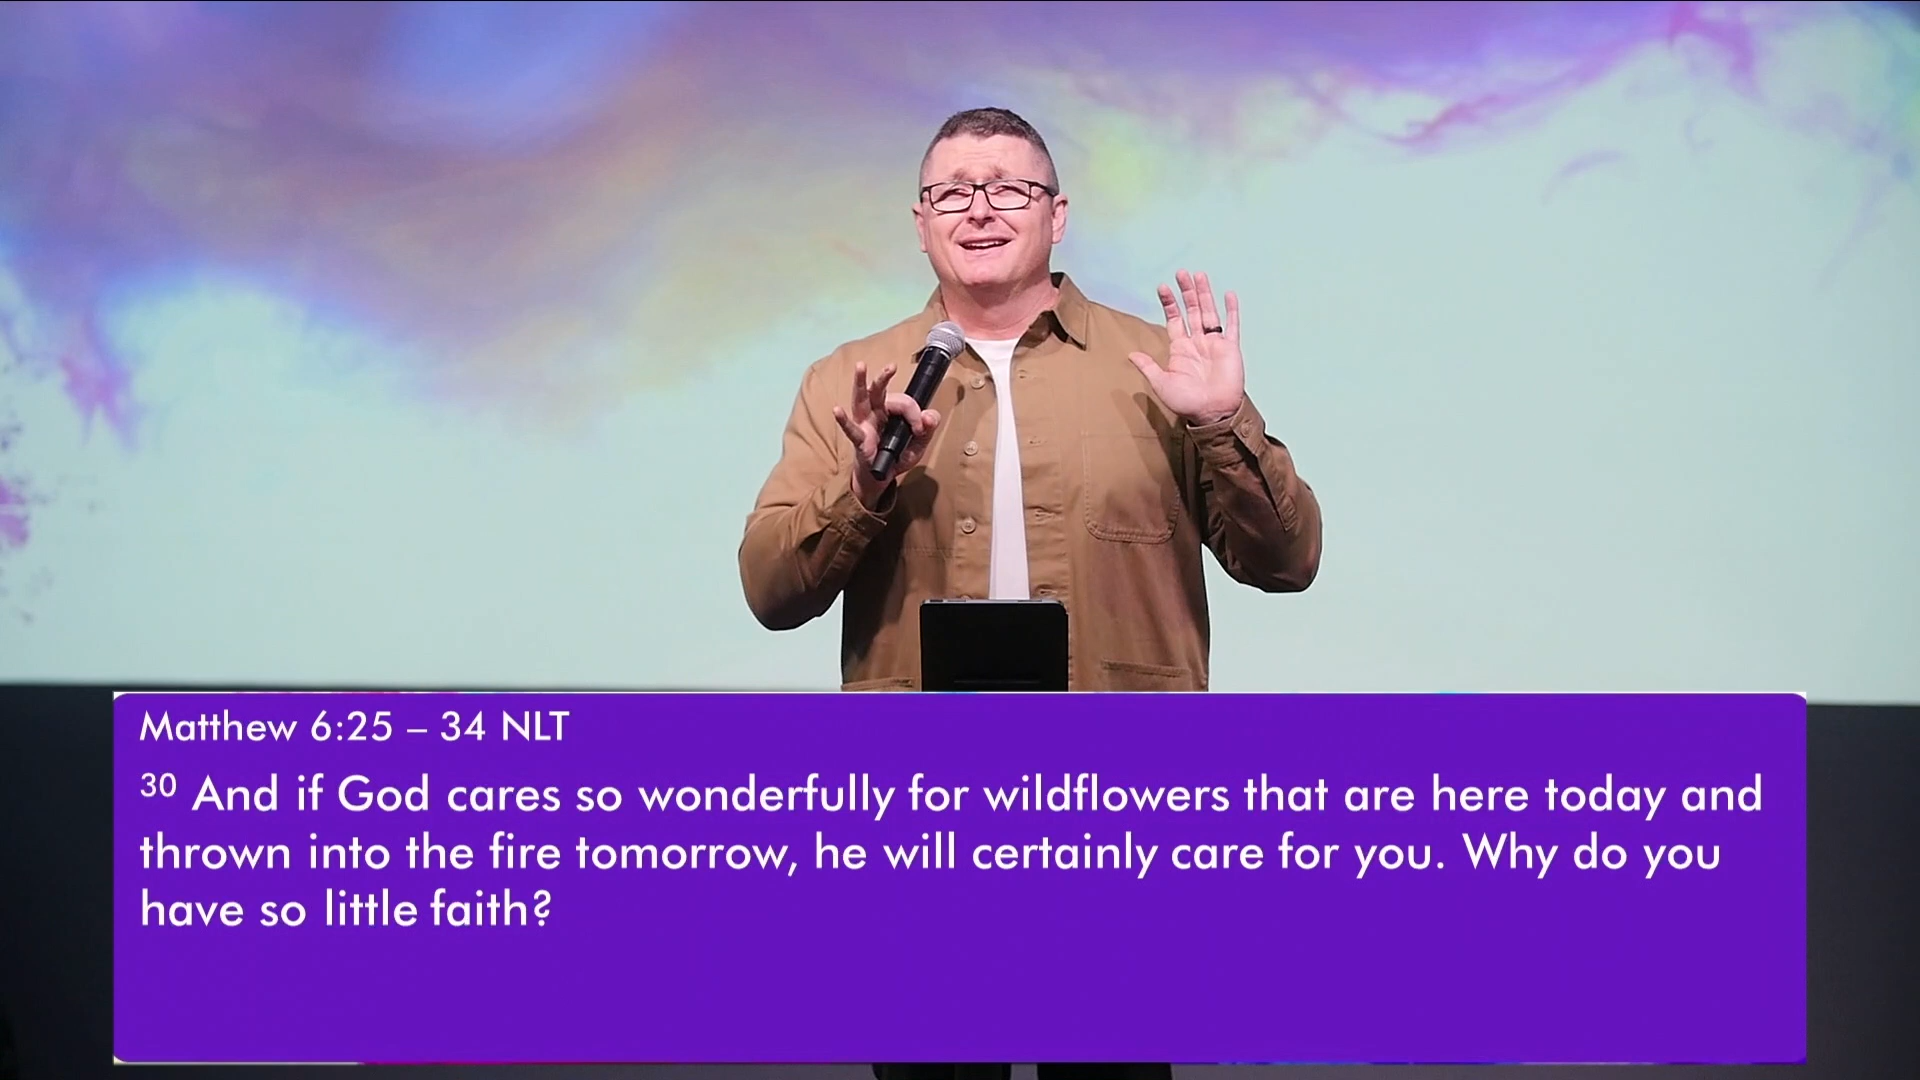 Matthew 6:25 – 34 NLT
³⁰ And if God cares so wonderfully for wildflowers that are here today and
thrown into the fire tomorrow, he will certainly care for you. Why do you
have so little faith?